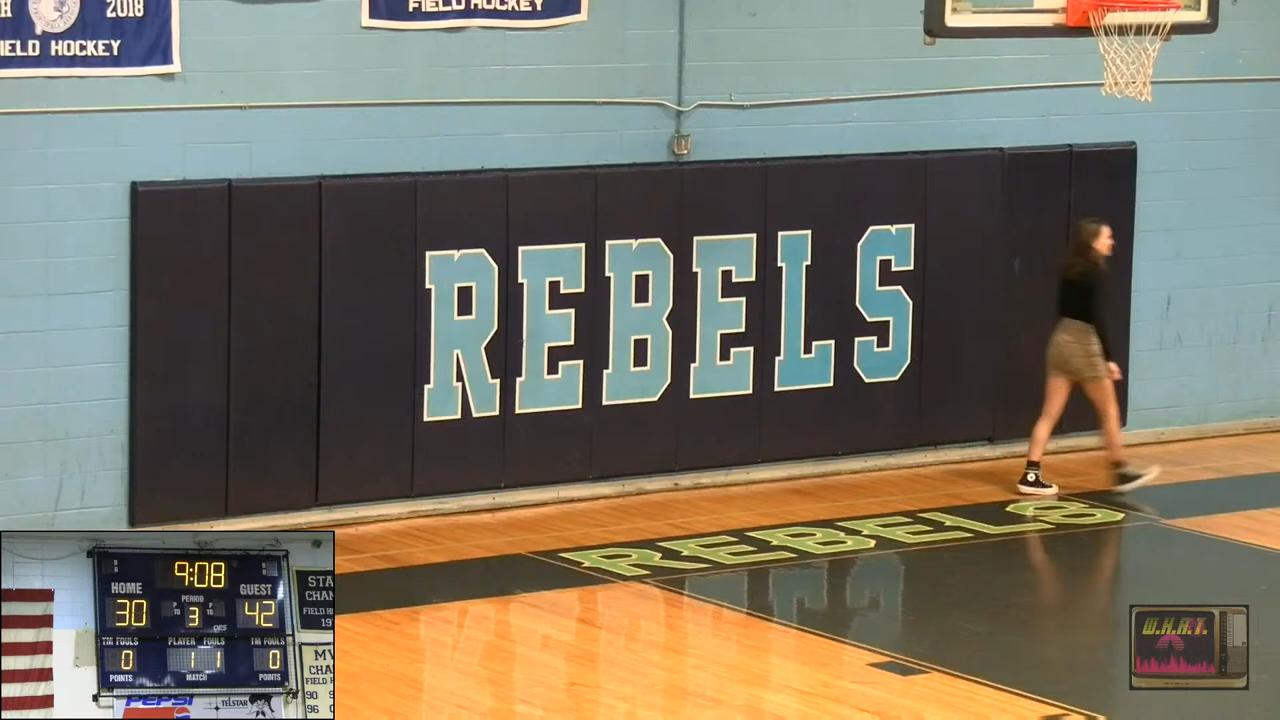 2018
FIELD HOCKEY
FIELD HOCKEY
REBELS
REBELS
9:08
HOME
GUEST
PERIOD
30
3
42
TM FOULS
PLAYER FOULS
TM FOULS
0
11
0
POINTS
MATCH
POINTS
PEPSI
TELSTAR
W.H.A.T.